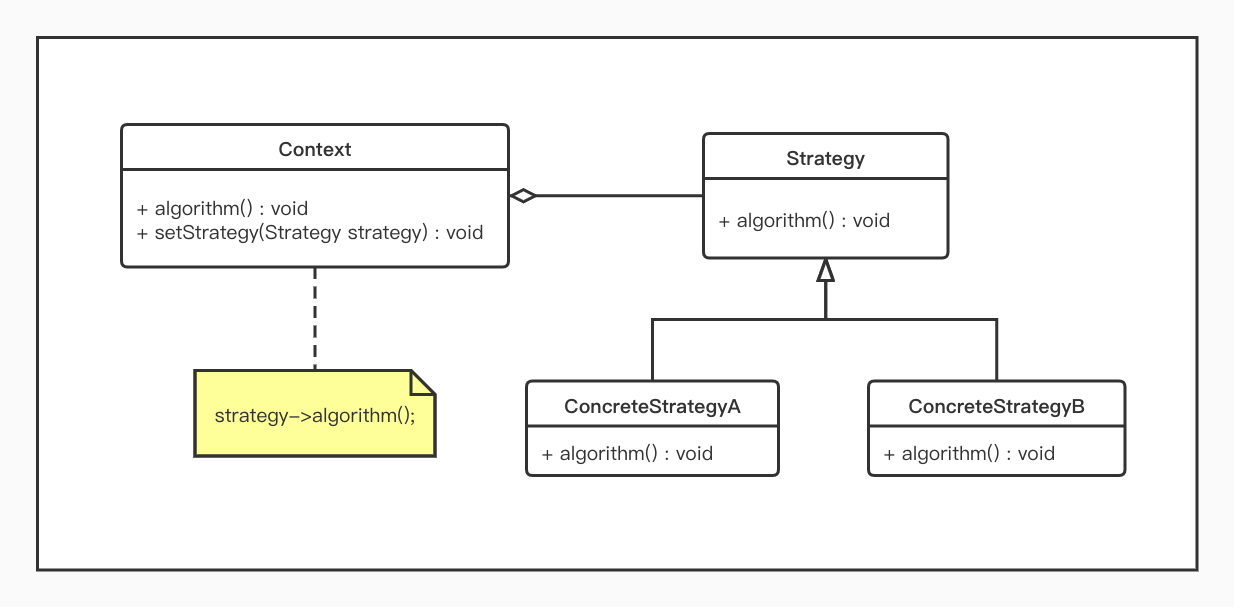 Context
+ algorithm() : void
+ setStrategy(Strategy strategy) : void
Strategy
+ algorithm() : void
strategy->algorithm();
ConcreteStrategyA
+ algorithm() : void
ConcreteStrategyB
+ algorithm() : void